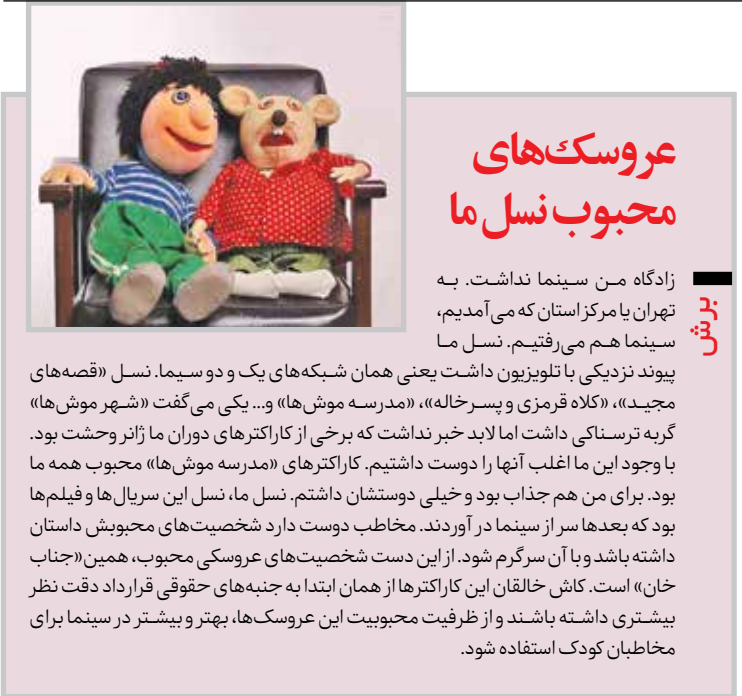 عروسک‌های
محبوب نسل ما
برش
زادگاه من سینما نداشت. به
تهران یا مرکز استان که می‌آمدیم،
سینما هم می‌رفتیم. نسل ما
پیوند نزدیکی با تلویزیون داشت یعنی همان شبکه‌های یک و دو سیما. نسل «قصه‌های
مجید»، «کلاه قرمزی و پسرخاله»، «مدرسه موش‌ها» و... یکی می‌گفت «شهر موش‌ها»
گربه ترسناکی داشت اما لابد خبر نداشت که برخی از کاراکترهای دوران ما ژانر وحشت بود.
با وجود این ما اغلب آنها را دوست داشتیم. کاراکترهای «مدرسه موش‌ها» محبوب همه ما
بود. برای من هم جذاب بود و خیلی دوستشان داشتم. نسل ما، نسل این سریال‌ها و فیلم‌ها
بود که بعدها سر از سینما در آوردند. مخاطب دوست دارد شخصیت‌های محبوبش داستان
داشته باشد و با آن سرگرم شود. از این دست شخصیت‌های عروسکی محبوب، همین«جناب
خان» است. کاش خالقان این کاراکترها از همان ابتدا به جنبه‌های حقوقی قرارداد دقت نظر
بیشتری داشته باشند و از ظرفیت محبوبیت این عروسک‌ها، بهتر و بیشتر در سینما برای
مخاطبان کودک استفاده شود.